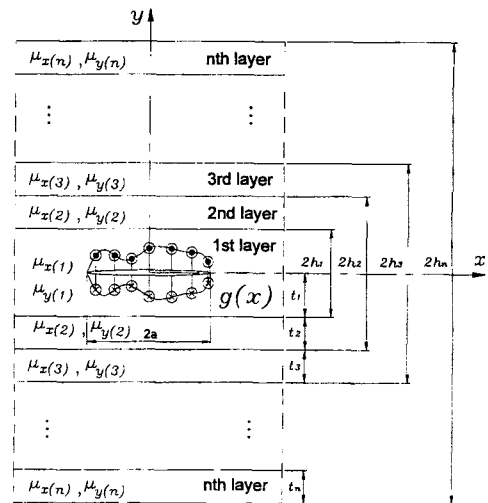 y
μx(n) , μy(n) nth layer
⋮ ⋮
μx(3) , μy(3) 3rd layer
μx(2) , μy(2) 2nd layer
1st layer
μx(1) 2h1 2h2 2h3 2hn x
μy(1) g(x) t1
μx(2) , μy(2) 2a t2
μx(3) , μy(3) t3
⋮ ⋮
μx(n) , μy(n) nth layer tn